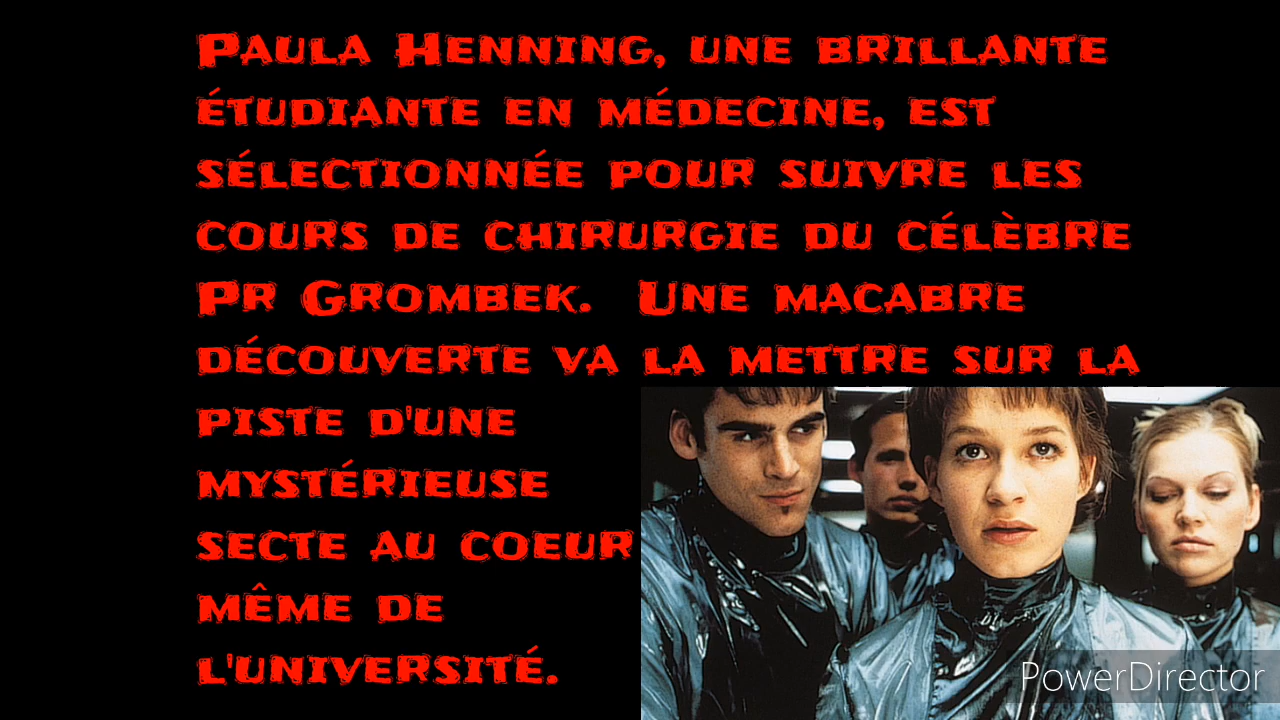 Paula Henning, une brillante
étudiante en médecine, est
sélectionnée pour suivre les
cours de chirurgie du célèbre
Pr Grombek. Une macabre
découverte va la mettre sur la
piste d'une
mystérieuse
secte au coeur
même de
l'université.
PowerDirector